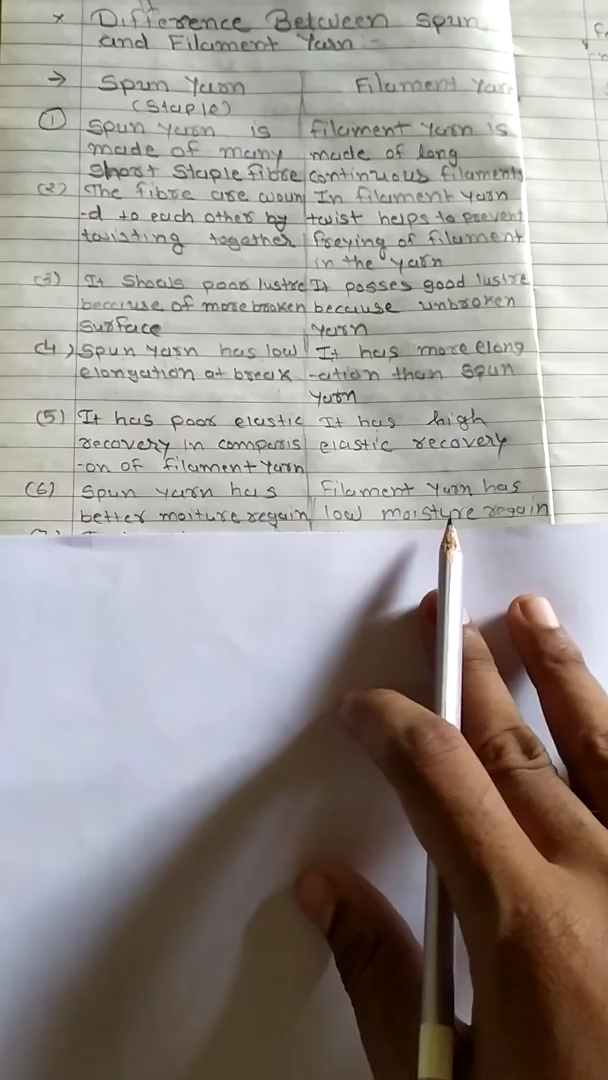 x Difference Between Spun
and Filament Yarn -
→ Spun Yarn Filament Yarn
(Staple)
① Spun yarn is filament yarn is
made of many made of long
short staple fibre continuous filaments
(2) The fibre are woun In filament yarn
-d to each other by twist helps to prevent
twisting together freying of filament
in the yarn
(3) It shows poor lustre It posses good lustre
because of more broken because unbroken
surface yarn
(4) Spun yarn has low It has more elong
elongation at break -ation than spun
yarn
(5) It has poor elastic It has high
recovery in comparis elastic recovery
-on of filament yarn
(6) Spun yarn has Filament yarn has
better moiture regain low moisture regain